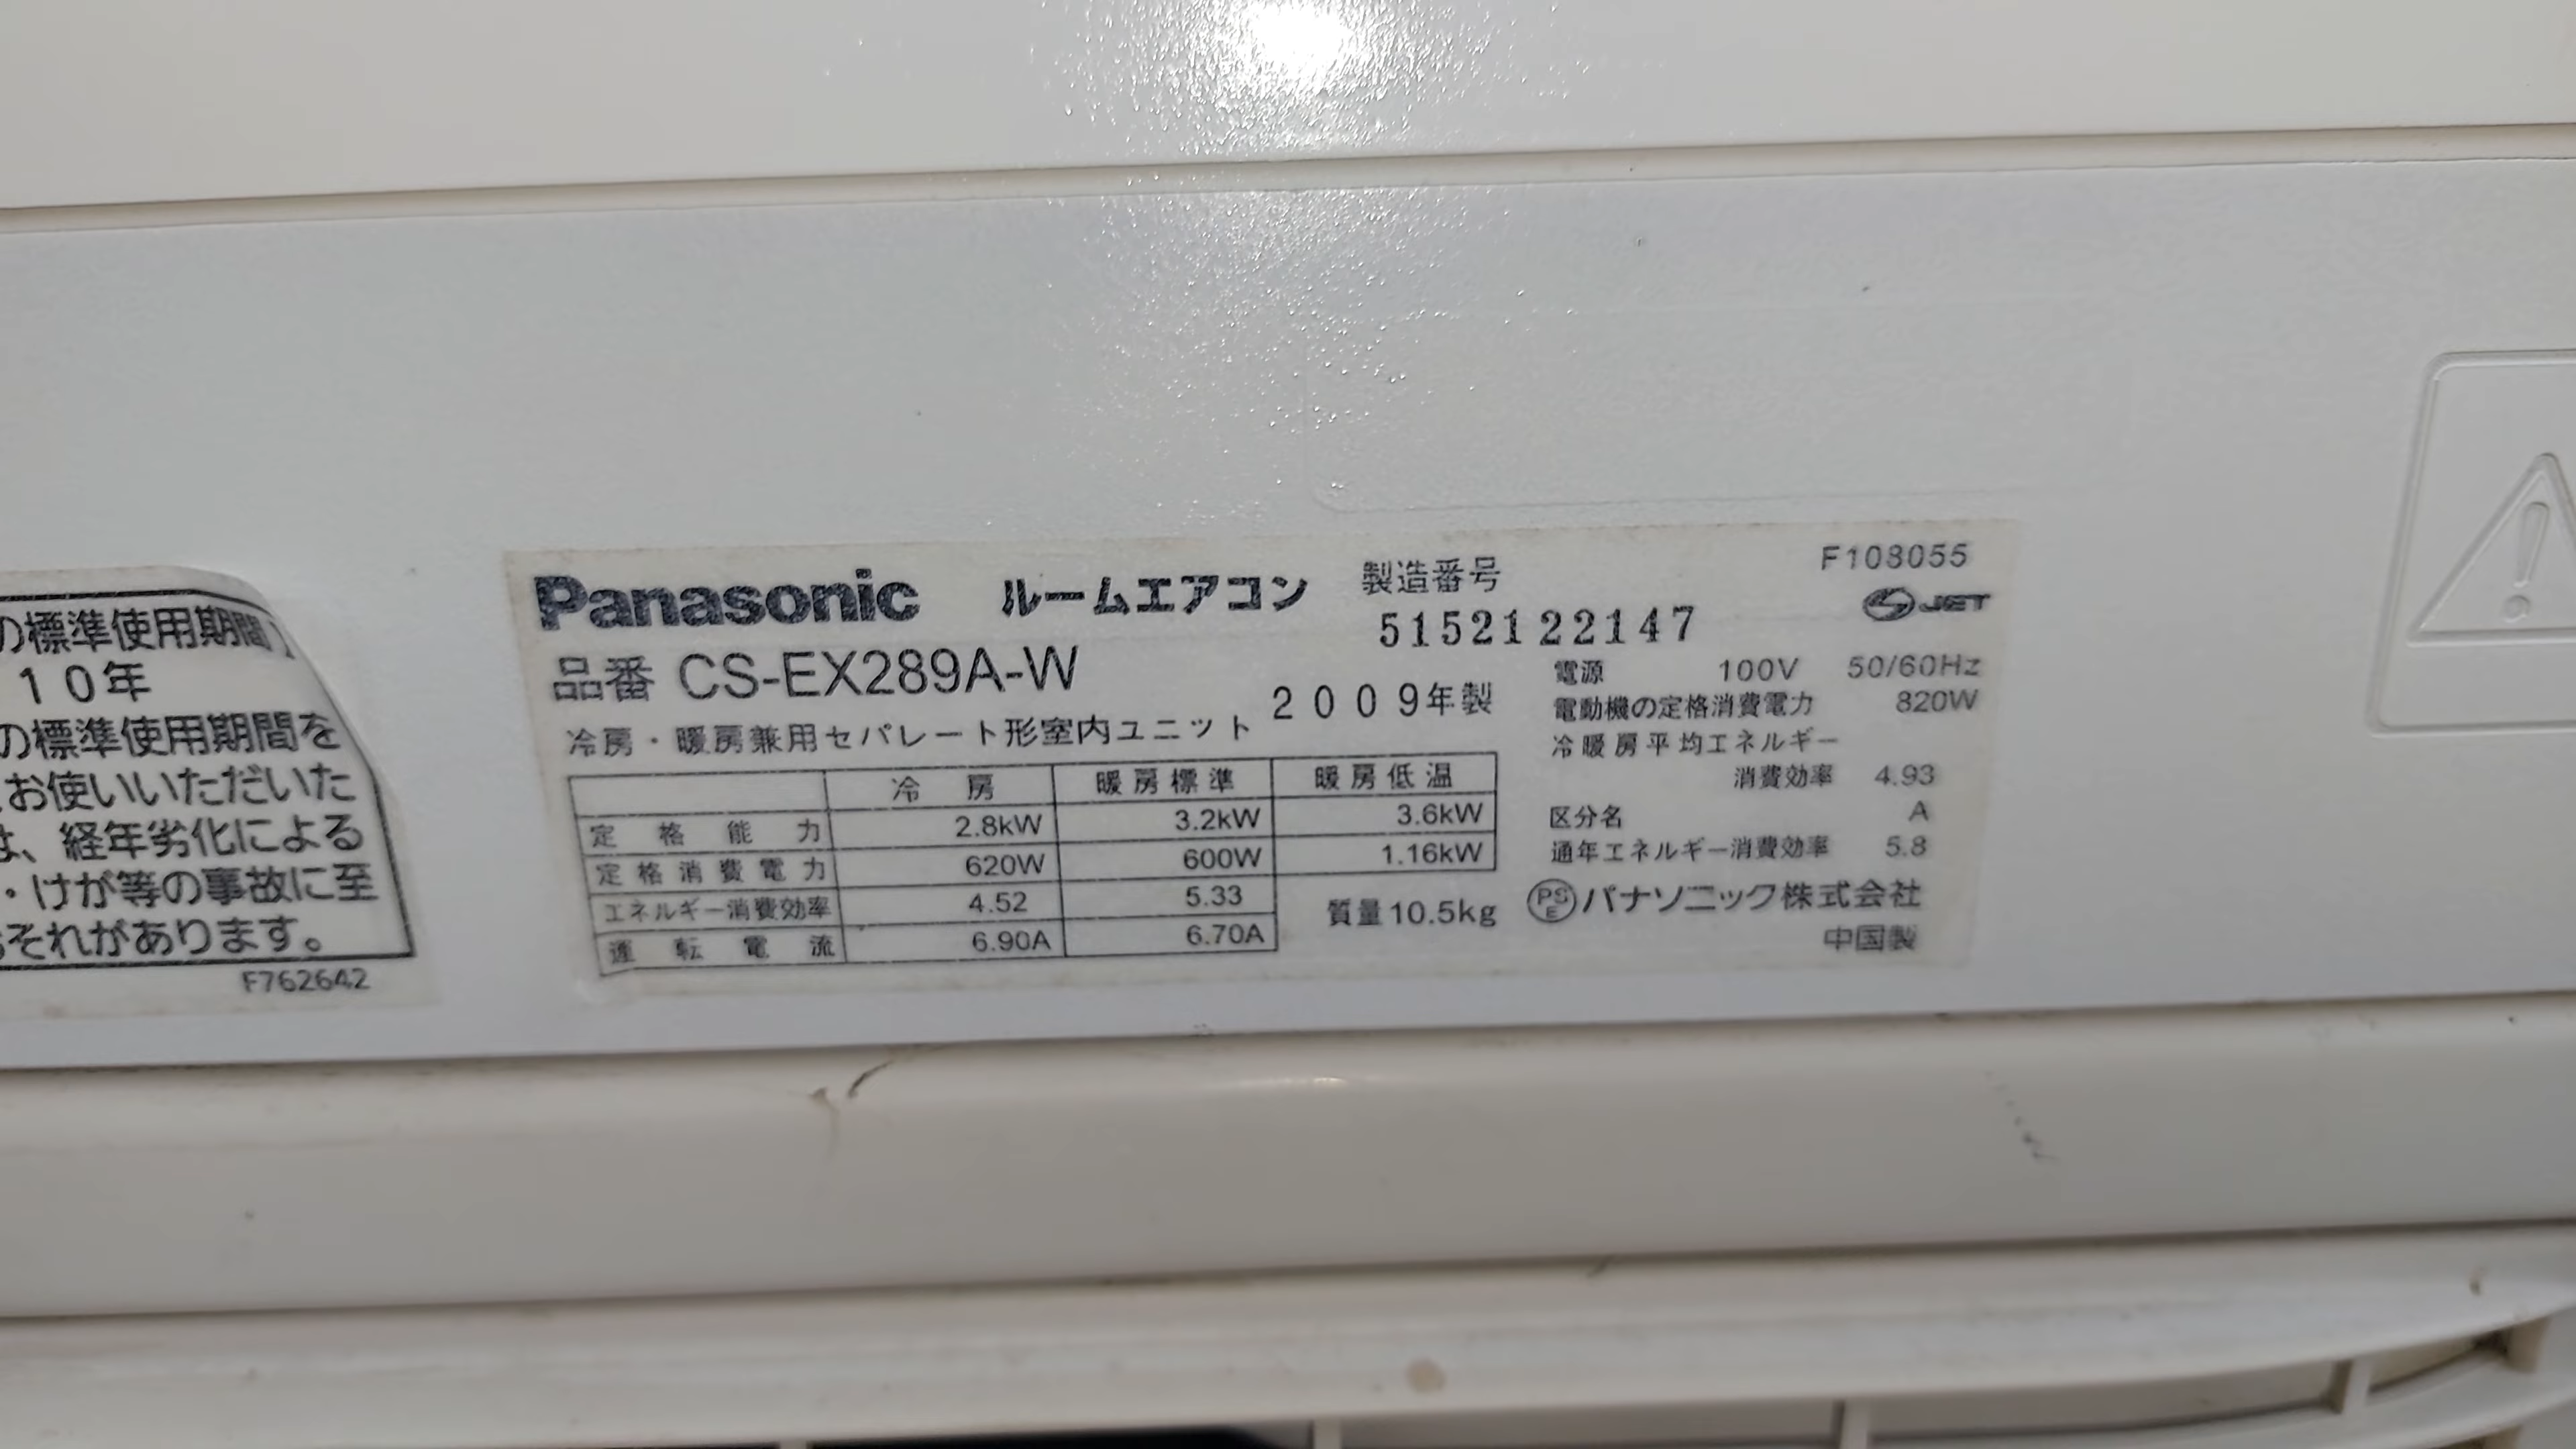 の標準使用期間】
10年
の標準使用期間を
お使いいただいた
は、経年劣化による
・けが等の事故に至
おそれがあります。
F762642
Panasonic ルームエアコン
品番 CS-EX289A-W
冷房・暖房兼用セパレート形室内ユニット
製造番号
5152122147
2009年製
冷房 暖房標準 暖房低温
定格能力 2.8kW 3.2kW 3.6kW
定格消費電力 620W 600W 1.16kW
エネルギー消費効率 4.52 5.33
運転電流 6.90A 6.70A
質量10.5kg
F108055
JET
電源 100V 50/60Hz
電動機の定格消費電力 820W
冷暖房平均エネルギー
消費効率 4.93
区分名 A
通年エネルギー消費効率 5.8
PSE パナソニック株式会社
中国製